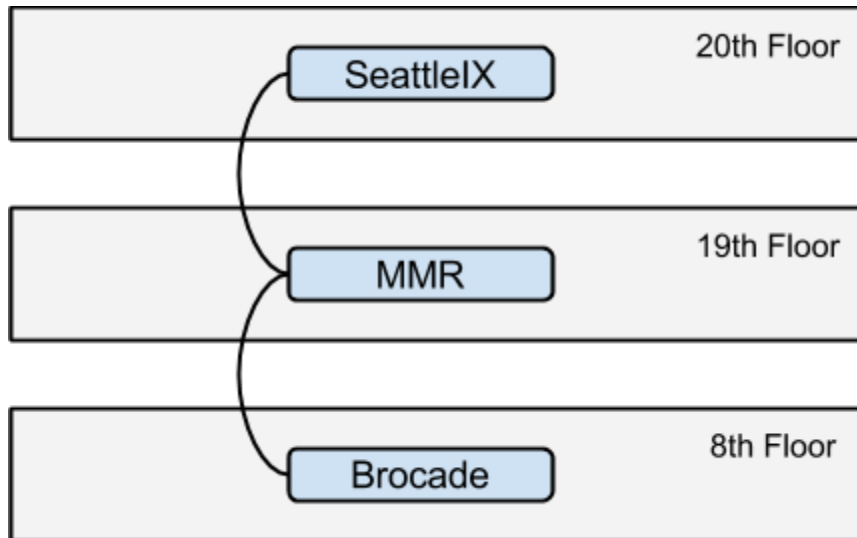 20th Floor
SeattleIX
19th Floor
MMR
8th Floor
Brocade